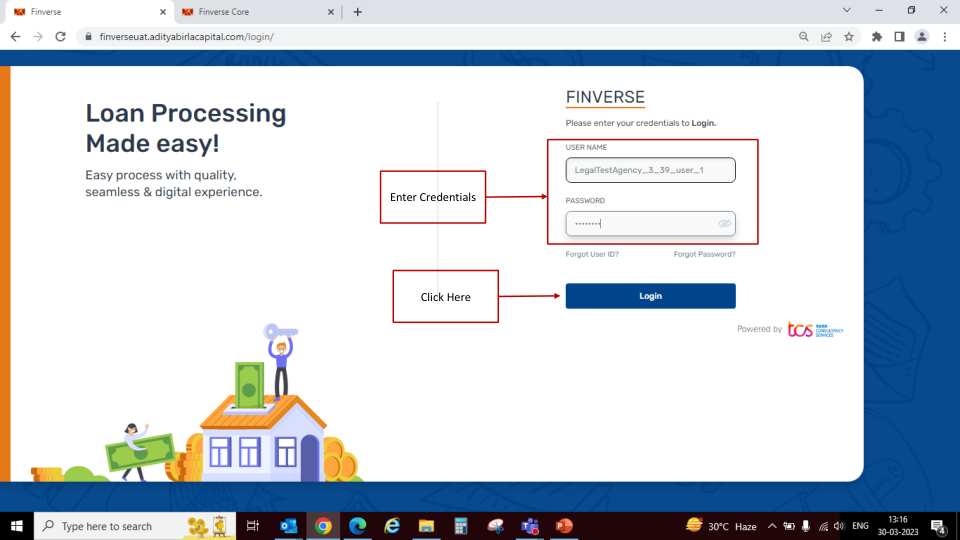 Finverse
Finverse Core
finverseuat.adityabirlacapital.com/login/
Loan Processing
Made easy!
Easy process with quality,
seamless & digital experience.
FINVERSE
Please enter your credentials to Login.
USER NAME
LegalTestAgency_3_39_user_1
Enter Credentials
PASSWORD
••••••••
Forgot User ID?
Forgot Password?
Click Here
Login
Powered by
tcs
TATA
CONSULTANCY
SERVICES
Type here to search
30°C Haze
ENG
13:16
30-03-2023
4